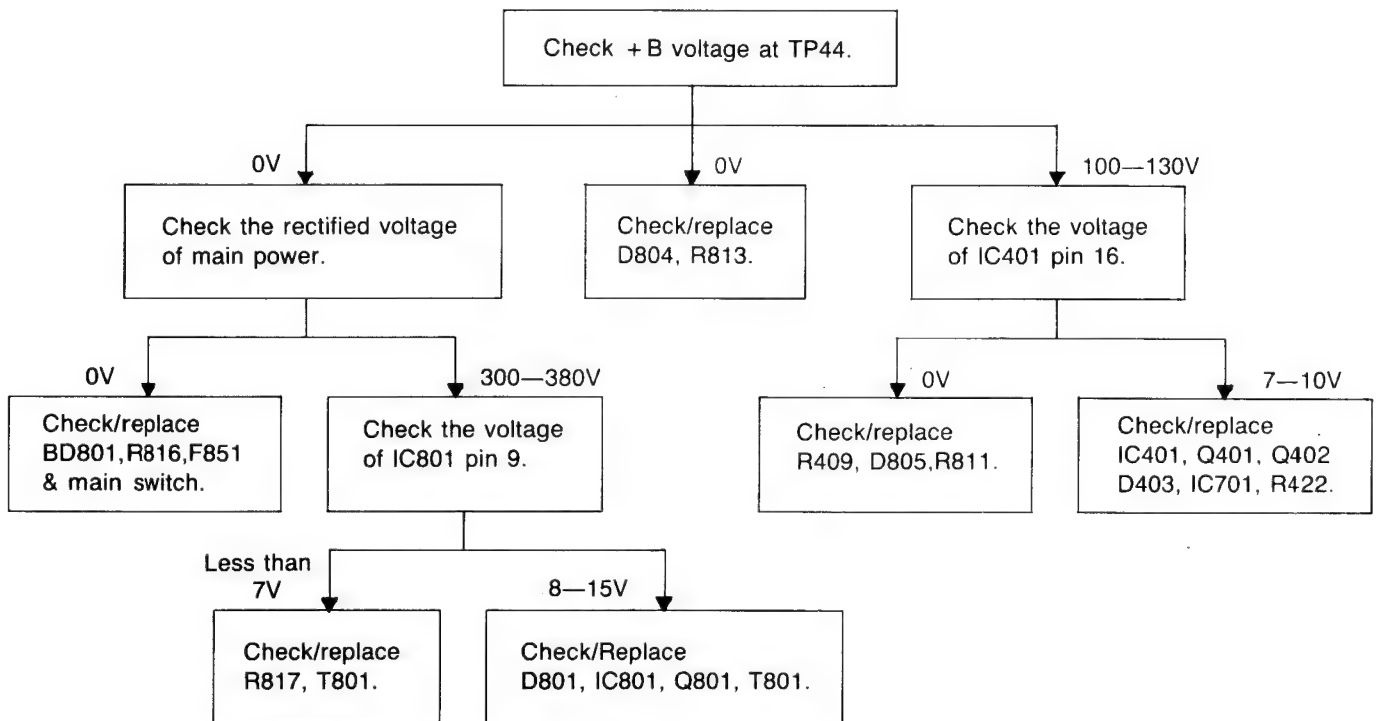 Check +B voltage at TP44.
0V
0V
100—130V
Check the rectified voltage
of main power.
Check/replace
D804, R813.
Check the voltage
of IC401 pin 16.
0V
300—380V
0V
7—10V
Check/replace
BD801,R816,F851
& main switch.
Check the voltage
of IC801 pin 9.
Check/replace
R409, D805,R811.
Check/replace
IC401, Q401, Q402
D403, IC701, R422.
Less than
7V
8—15V
Check/replace
R817, T801.
Check/Replace
D801, IC801, Q801, T801.